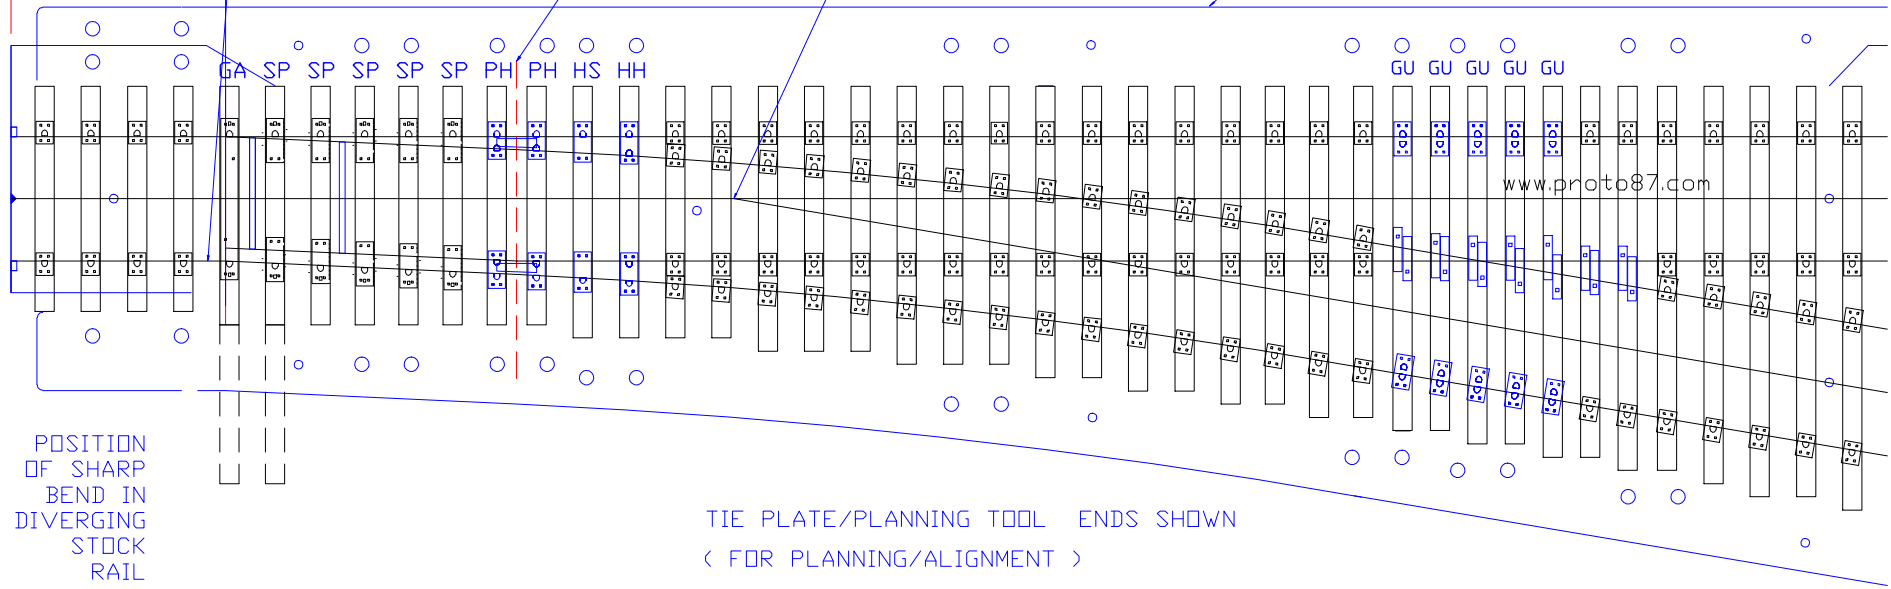 GA SP SP SP SP SP PH PH HS HH
GU GU GU GU GU
www.proto87.com
POSITION
OF SHARP
BEND IN
DIVERGING
STOCK
RAIL
TIE PLATE/PLANNING TOOL ENDS SHOWN
( FOR PLANNING/ALIGNMENT )